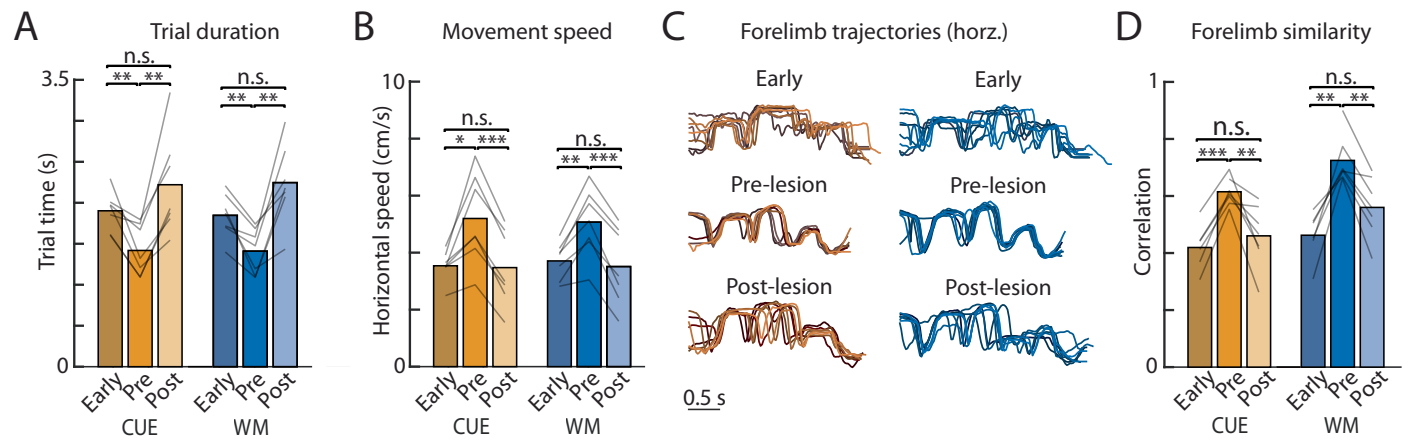 A Trial duration
3.5
Trial time (s)
0
n.s.
** **
n.s.
** **
Early Pre Post
CUE
Early Pre Post
WM
B Movement speed
10
Horizontal speed (cm/s)
0
n.s.
* ***
n.s.
** ***
Early Pre Post
CUE
Early Pre Post
WM
C Forelimb trajectories (horz.)
Early
Early
Pre-lesion
Pre-lesion
Post-lesion
Post-lesion
0.5 s
D Forelimb similarity
1
Correlation
0
n.s.
*** **
n.s.
** **
Early Pre Post
CUE
Early Pre Post
WM